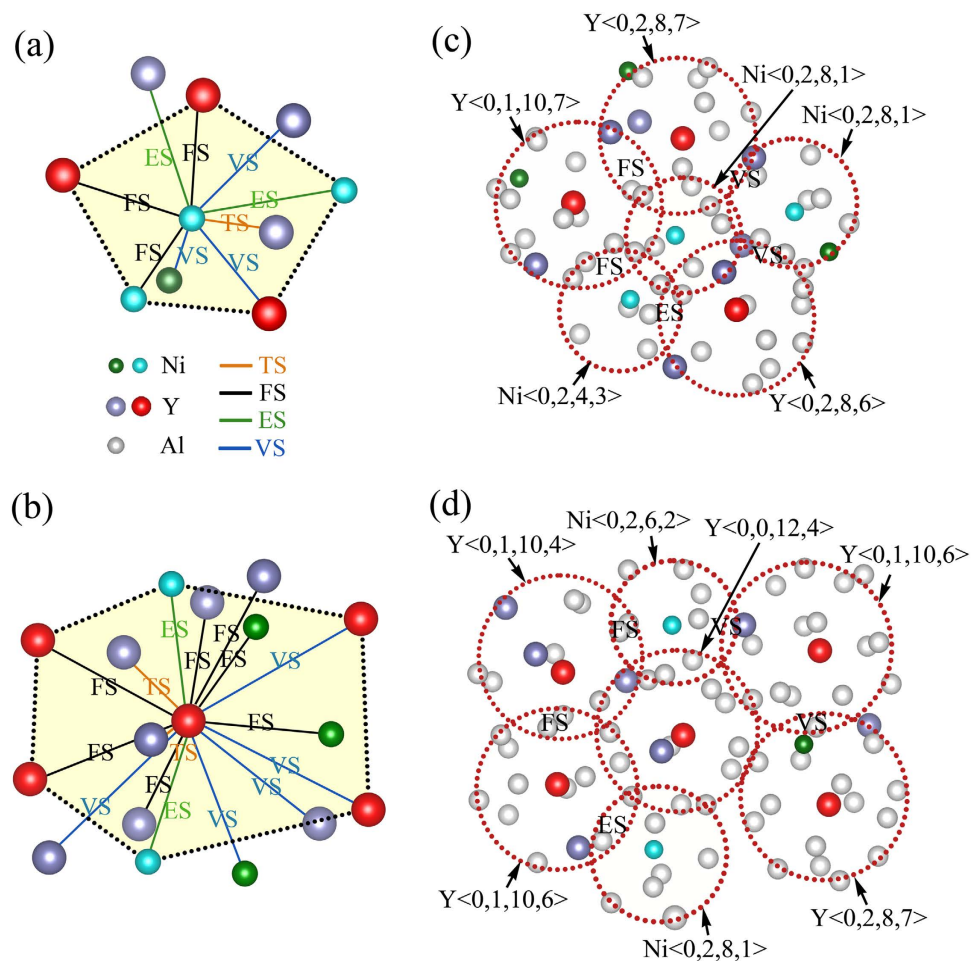 (a)
ES
FS
VS
ES
FS
TS
FS
VS
VS
Ni
TS
Y
FS
ES
Al
VS
(b)
FS
ES
FS
FS
VS
FS
TS
FS
FS
TS
VS
VS
FS
VS
ES
VS
(c)
Y<0,2,8,7>
Ni<0,2,8,1>
Y<0,1,10,7>
Ni<0,2,8,1>
FS
VS
VS
FS
ES
Ni<0,2,4,3>
Y<0,2,8,6>
(d)
Ni<0,2,6,2>
Y<0,0,12,4>
Y<0,1,10,4>
Y<0,1,10,6>
FS
VS
FS
VS
ES
Y<0,1,10,6>
Y<0,2,8,7>
Ni<0,2,8,1>